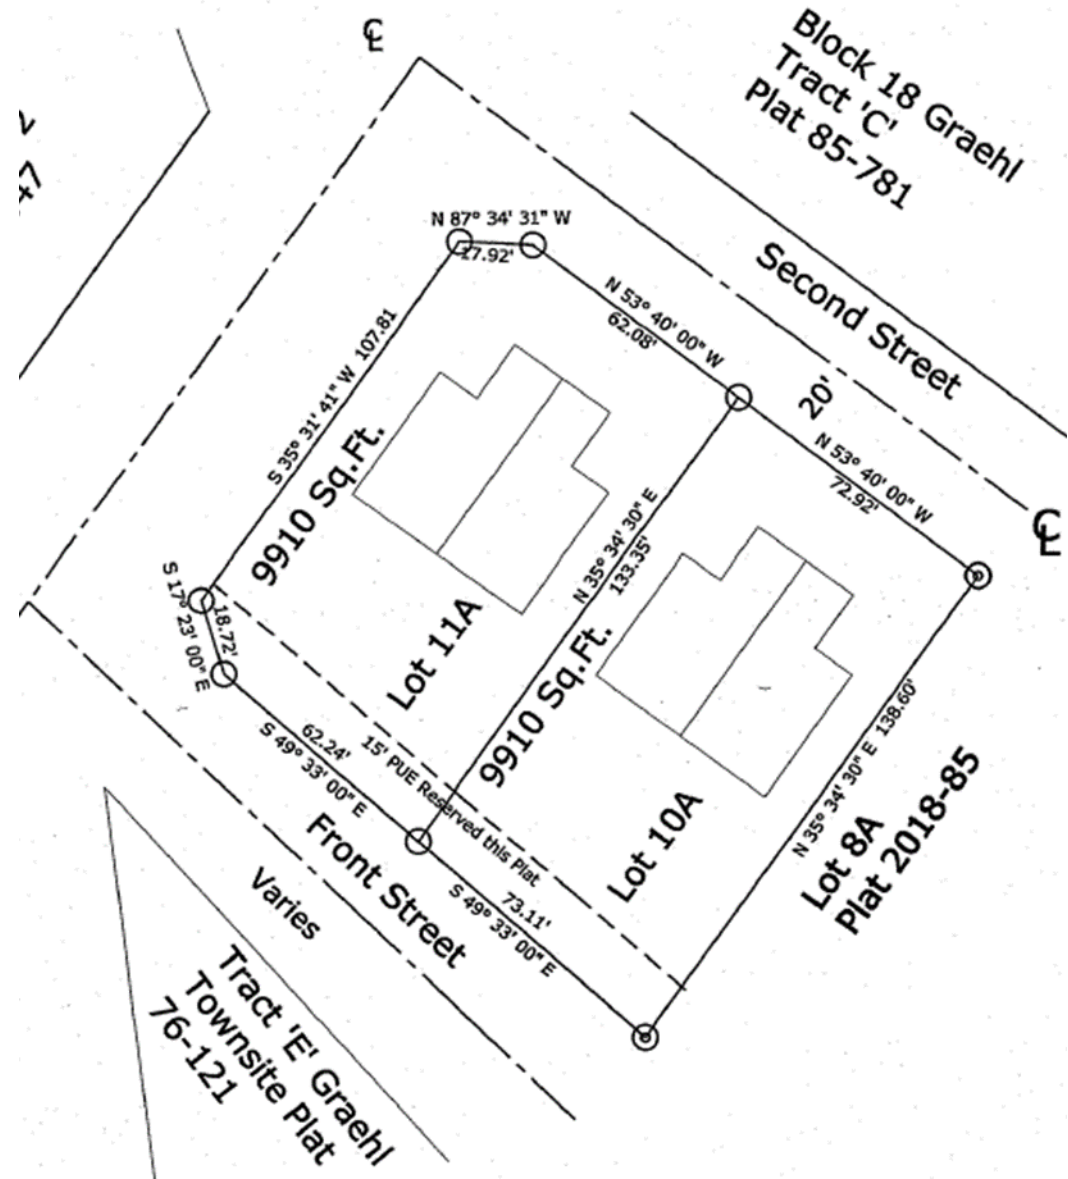 ℄
Block 18 Graehl
Tract 'C'
Plat 85-781
2
47
N 87° 34' 31" W
17.92'
Second Street
N 53° 40' 00" W
62.08'
20'
S 35° 31' 41" W 107.81
N 53° 40' 00" W
72.92'
℄
9910 Sq.Ft.
N 35° 34' 30" E
133.35'
S 17° 23' 00" E
18.72'
Lot 11A
9910 Sq.Ft.
N 35° 34' 30" E 138.60'
62.24'
S 49° 33' 00" E
15' PUE Reserved this Plat
Lot 10A
Lot 8A
Plat 2018-85
Front Street
Varies
73.11'
S 49° 33' 00" E
Tract 'E' Graehl
Townsite Plat
76-121